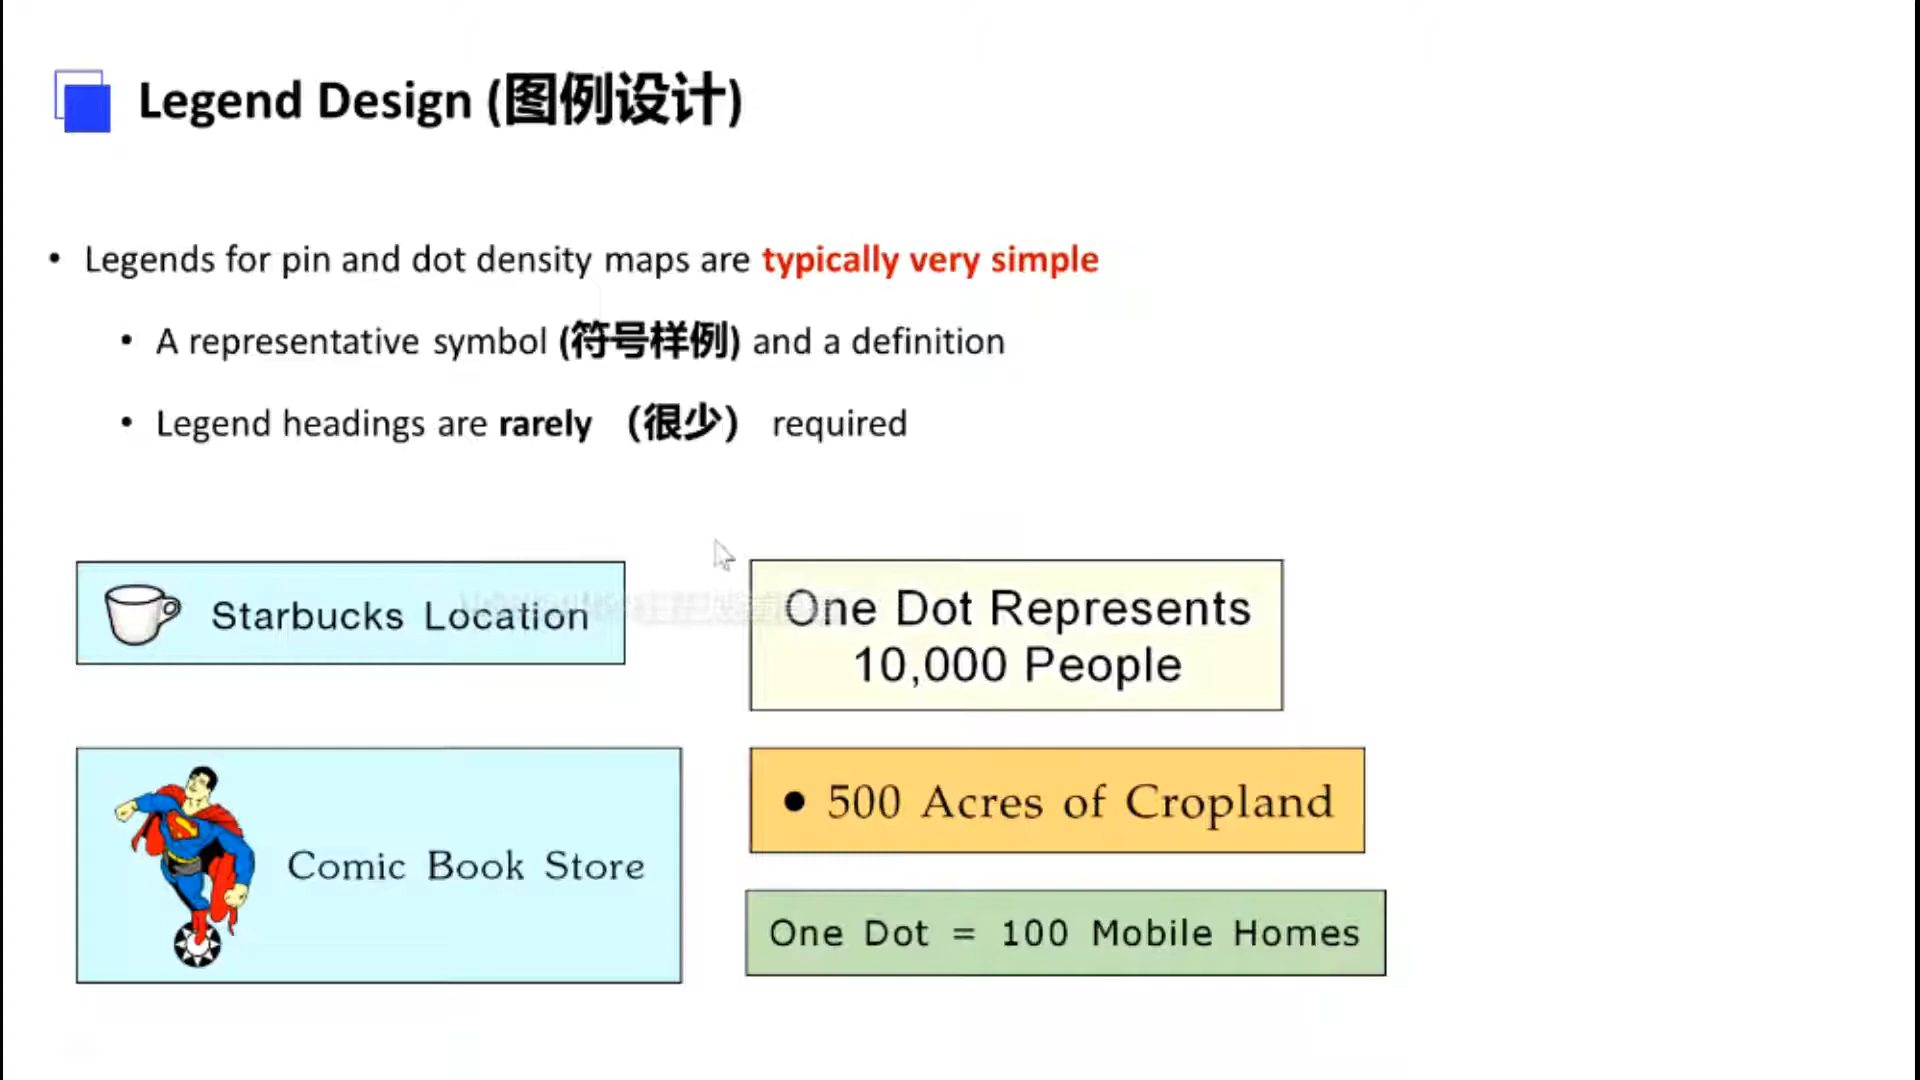 Legend Design (图例设计)
• Legends for pin and dot density maps are typically very simple
• A representative symbol (符号样例) and a definition
• Legend headings are rarely （很少） required
Starbucks Location
One Dot Represents
10,000 People
Comic Book Store
• 500 Acres of Cropland
One Dot = 100 Mobile Homes